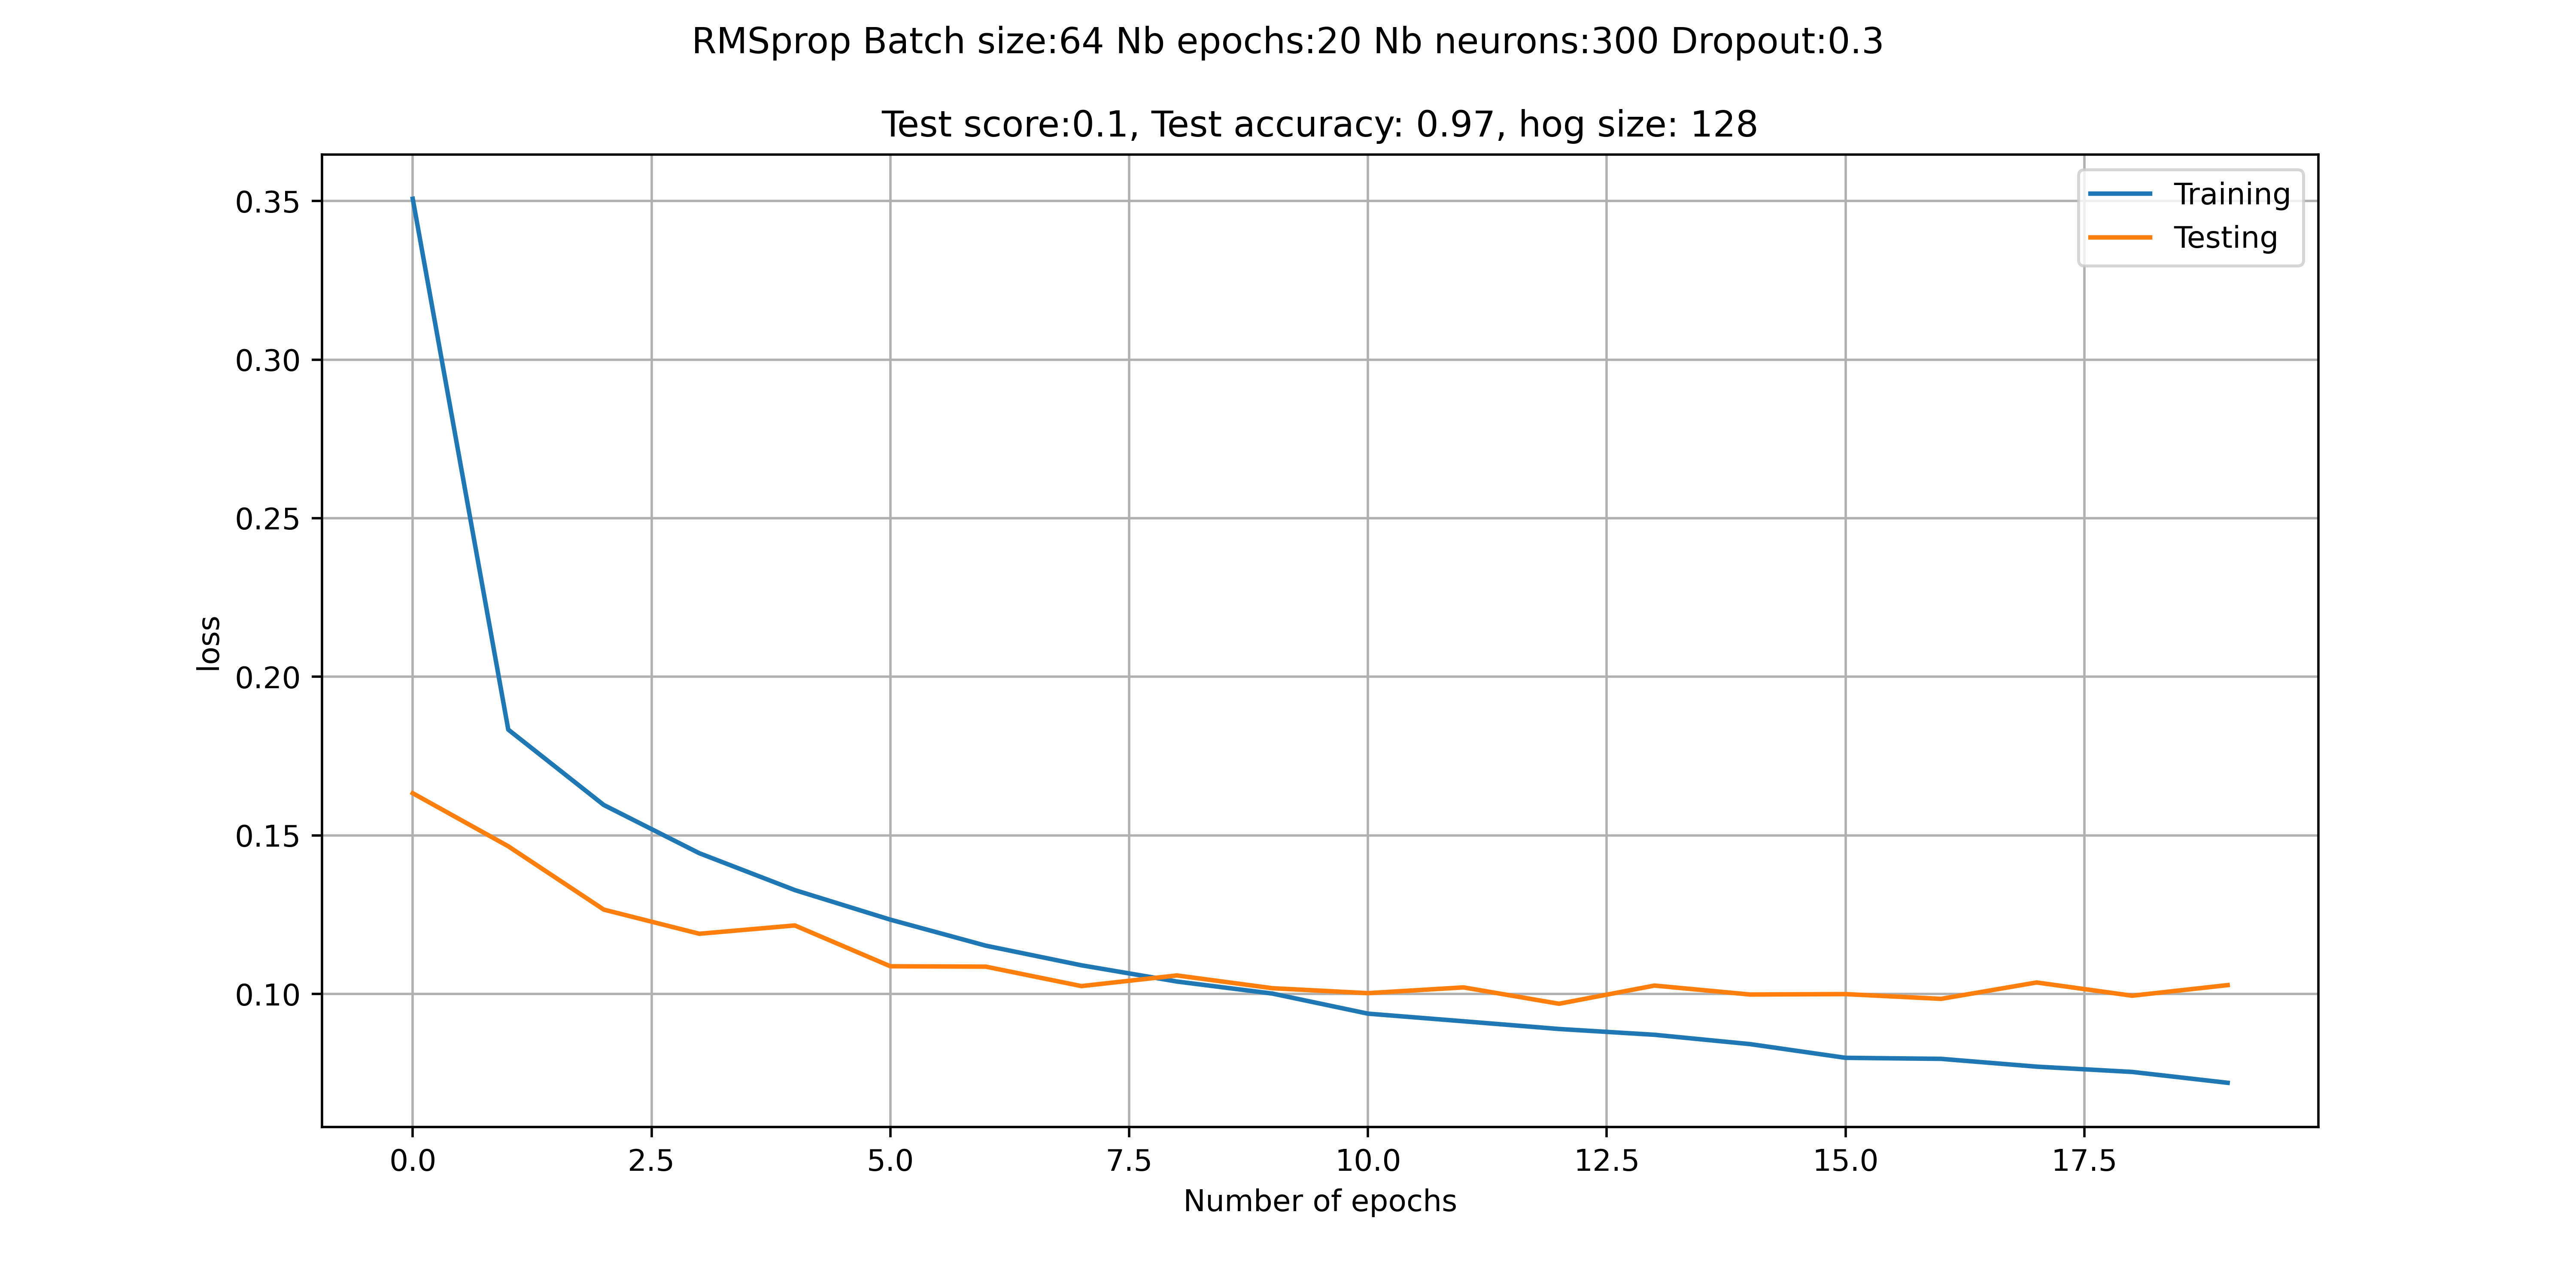 RMSprop Batch size:64 Nb epochs:20 Nb neurons:300 Dropout:0.3
Test score:0.1, Test accuracy: 0.97, hog size: 128
Training
Testing
0.35
0.30
0.25
0.20
0.15
0.10
loss
0.0 2.5 5.0 7.5 10.0 12.5 15.0 17.5
Number of epochs